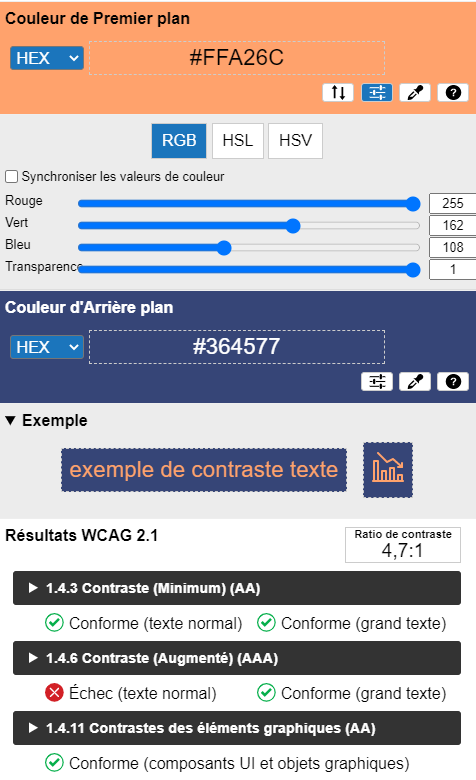 Couleur de Premier plan
HEX #FFA26C
RGB HSL HSV
Synchroniser les valeurs de couleur
Rouge 255
Vert 162
Bleu 108
Transparence 1
Couleur d'Arrière plan
HEX #364577
Exemple
exemple de contraste texte
Résultats WCAG 2.1
Ratio de contraste
4,7:1
1.4.3 Contraste (Minimum) (AA)
Conforme (texte normal) Conforme (grand texte)
1.4.6 Contraste (Augmenté) (AAA)
Échec (texte normal) Conforme (grand texte)
1.4.11 Contrastes des éléments graphiques (AA)
Conforme (composants UI et objets graphiques)